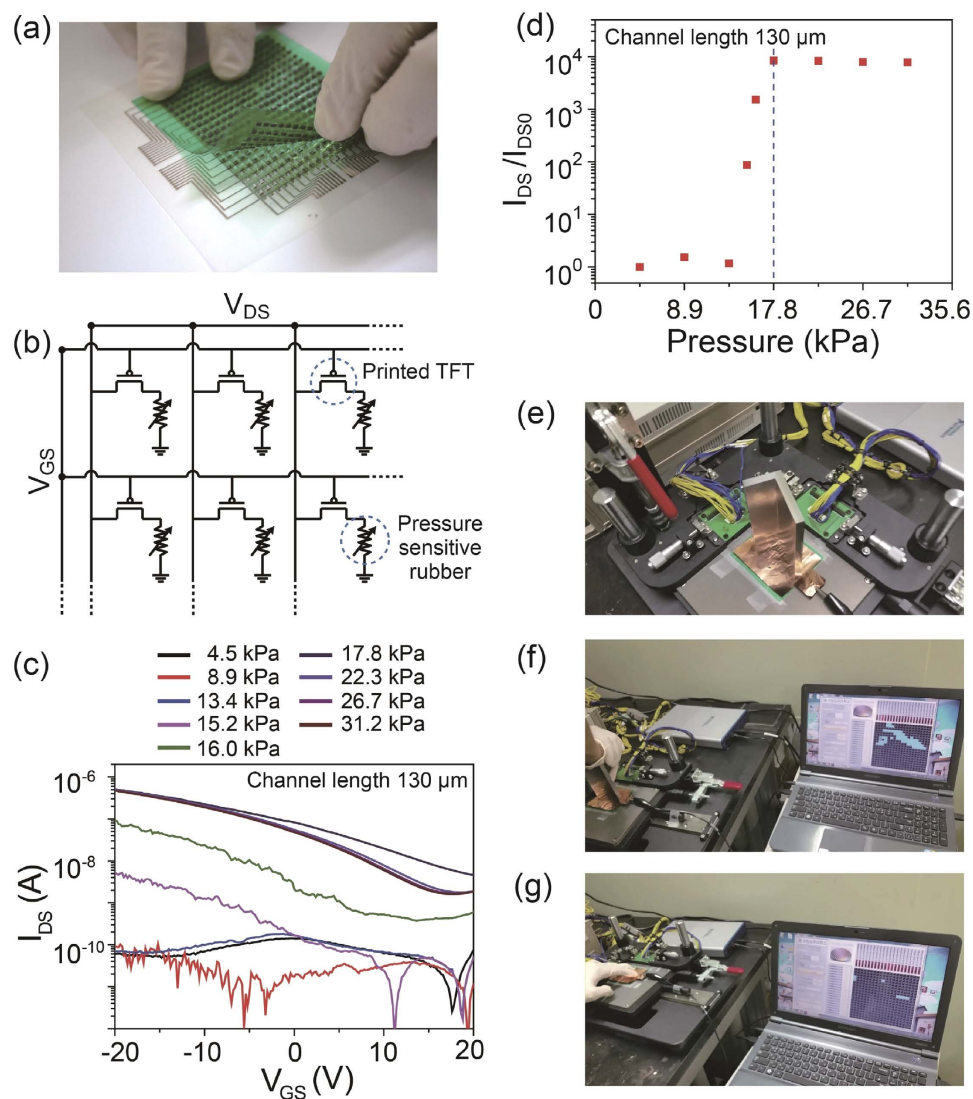 (a)
(b)
V_DS
Printed TFT
V_GS
Pressure
sensitive
rubber
(c)
4.5 kPa
8.9 kPa
13.4 kPa
15.2 kPa
16.0 kPa
17.8 kPa
22.3 kPa
26.7 kPa
31.2 kPa
Channel length 130 μm
I_DS (A)
10^-6
10^-8
10^-10
-20
-10
0
10
20
V_GS (V)
(d)
Channel length 130 μm
I_DS/I_DS0
10^4
10^3
10^2
10^1
10^0
0
8.9
17.8
26.7
35.6
Pressure (kPa)
(e)
(f)
(g)